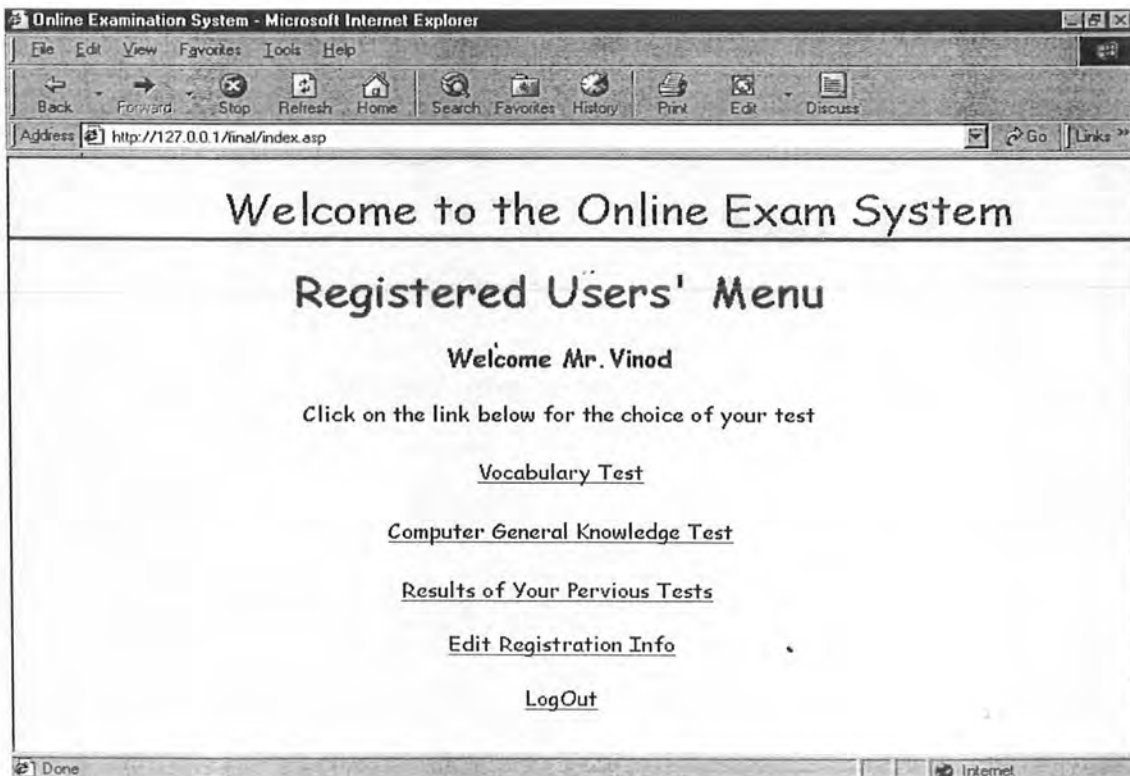 Online Examination System - Microsoft Internet Explorer
File Edit View Favorites Tools Help
Back Forward Stop Refresh Home Search Favorites History Print Edit Discuss
Address http://127.0.0.1/final/index.asp Go Links »
Welcome to the Online Exam System
Registered Users' Menu
Welcome Mr. Vinod
Click on the link below for the choice of your test
Vocabulary Test
Computer General Knowledge Test
Results of Your Pervious Tests
Edit Registration Info
LogOut
Done Internet